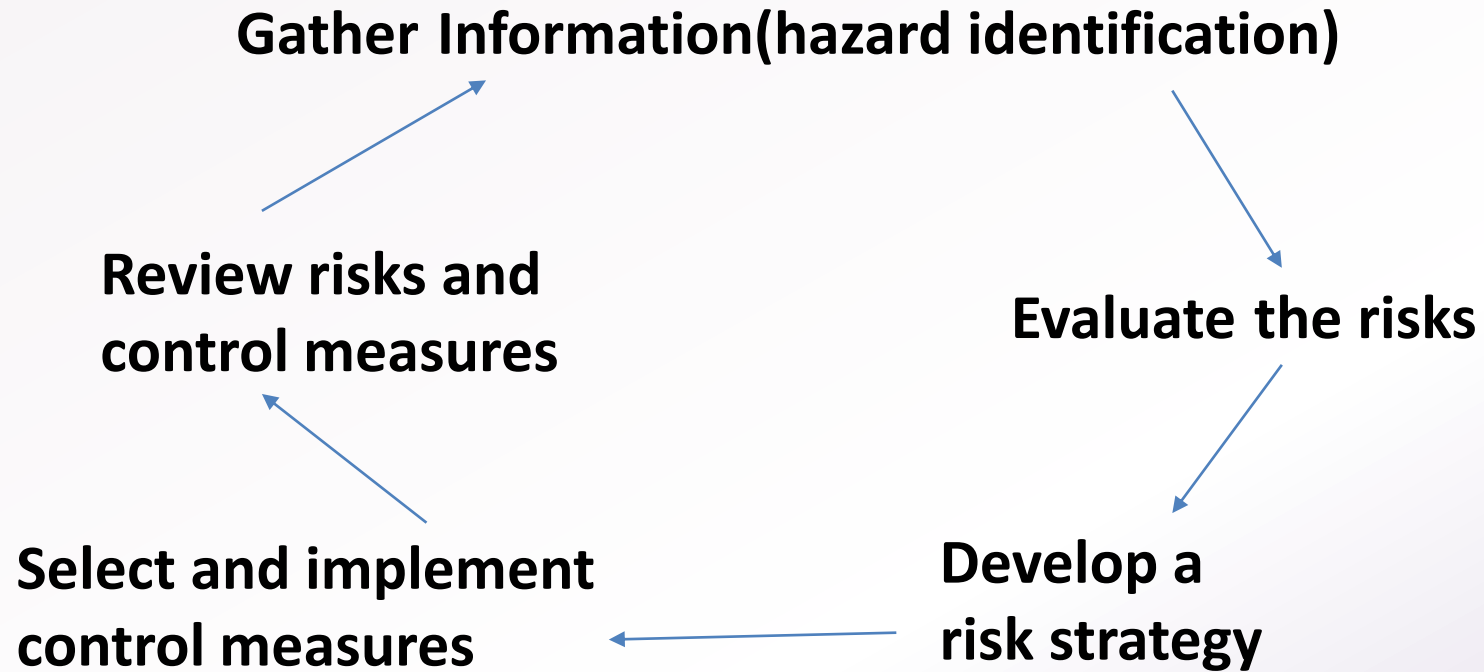 Gather Information(hazard identification)
Evaluate the risks
Develop a
risk strategy
Select and implement
control measures
Review risks and
control measures